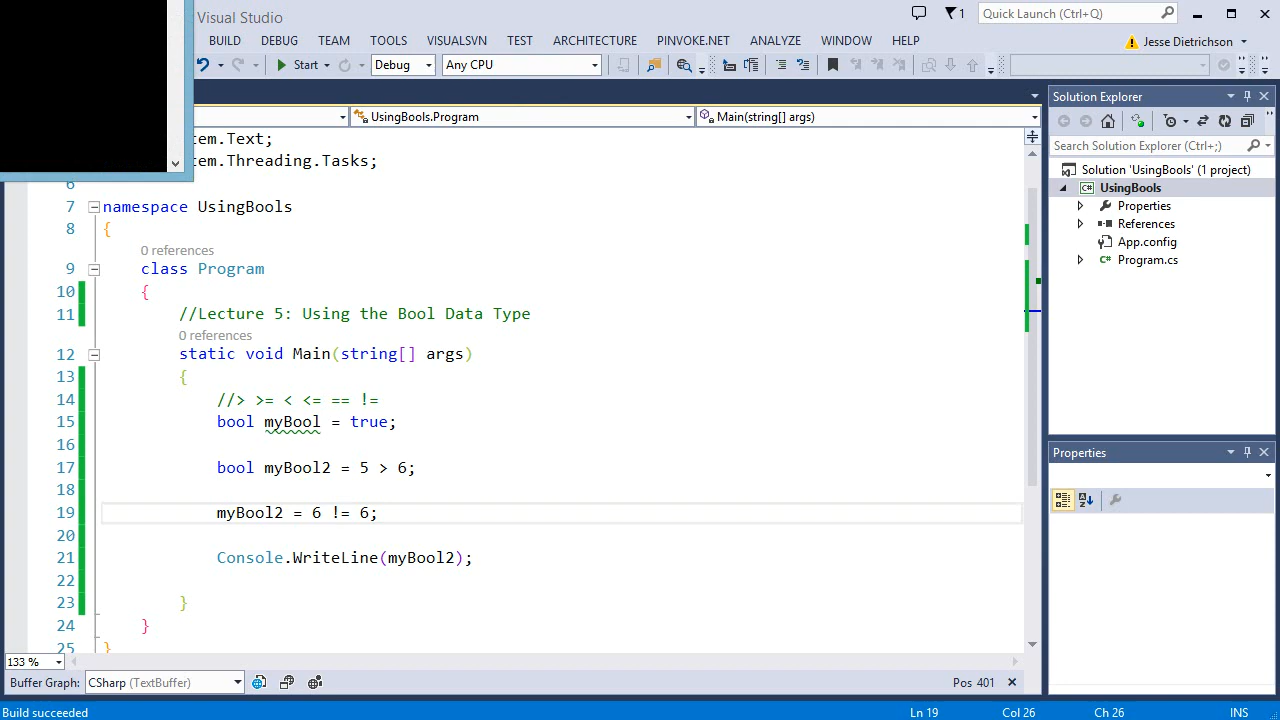 Visual Studio
1
Quick Launch (Ctrl+Q)
BUILD DEBUG TEAM TOOLS VISUALSVN TEST ARCHITECTURE PINVOKE.NET ANALYZE WINDOW HELP
Jesse Dietrichson
Start Debug Any CPU
UsingBools.Program
Main(string[] args)
tem.Text;
tem.Threading.Tasks;
6
7 namespace UsingBools
8 {
0 references
9 class Program
10 {
11 //Lecture 5: Using the Bool Data Type
0 references
12 static void Main(string[] args)
13 {
14 //> >= < <= == !=
15 bool myBool = true;
16
17 bool myBool2 = 5 > 6;
18
19 myBool2 = 6 != 6;
20
21 Console.WriteLine(myBool2);
22
23 }
24 }
25 }
133 %
Buffer Graph: CSharp (TextBuffer)
Pos 401
Solution Explorer
Search Solution Explorer (Ctrl+;)
Solution 'UsingBools' (1 project)
C# UsingBools
Properties
References
App.config
C# Program.cs
Properties
Build succeeded
Ln 19 Col 26 Ch 26 INS